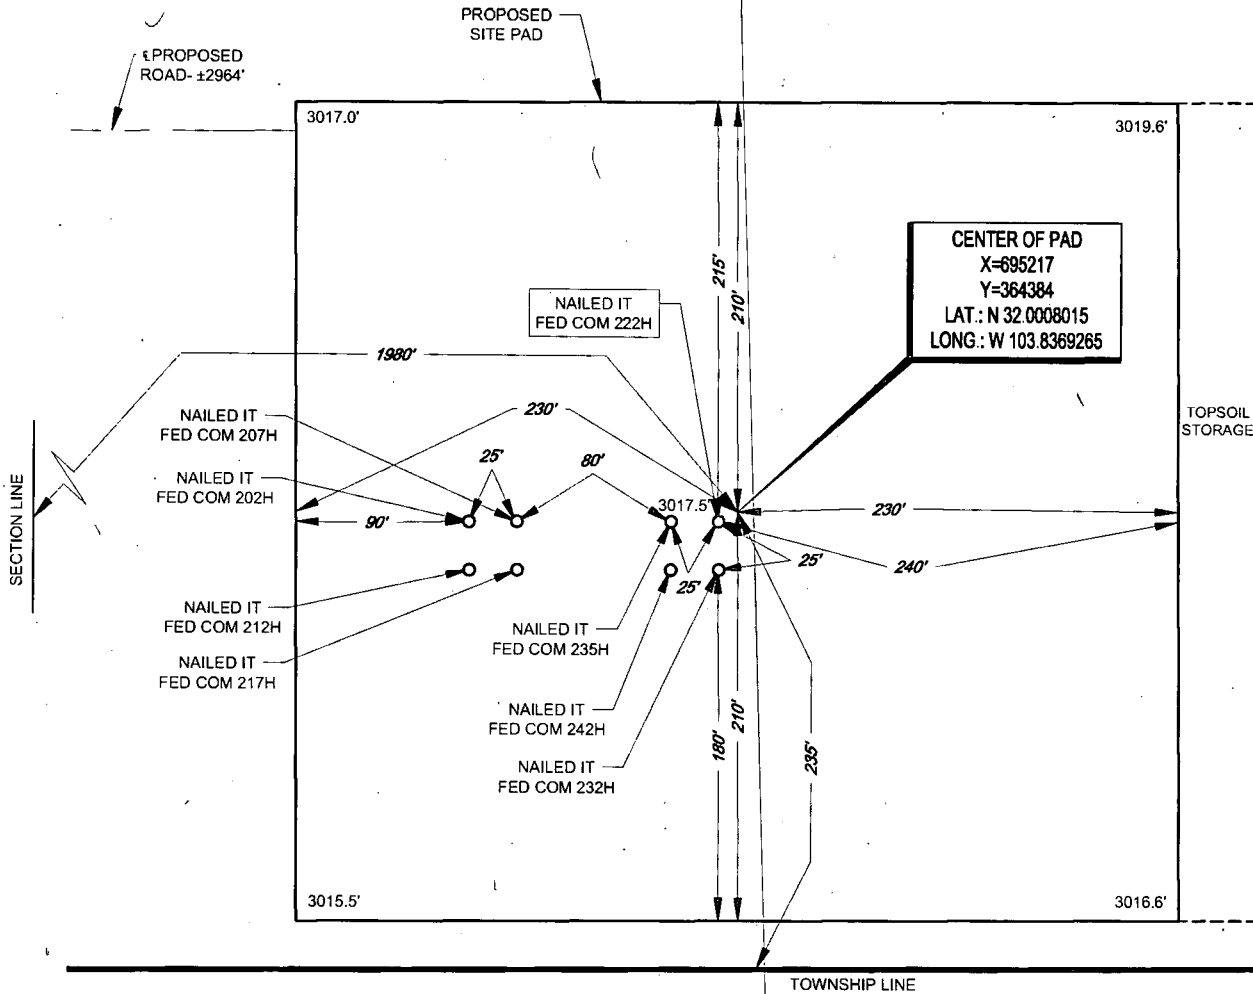 PROPOSED
SITE PAD
℄PROPOSED
ROAD- ±2964'
3017.0'
3019.6'
CENTER OF PAD
X=695217
Y=364384
LAT.: N 32.0008015
LONG.: W 103.8369265
215'
210'
NAILED IT
FED COM 222H
1980'
NAILED IT
FED COM 207H
230'
TOPSOIL
STORAGE
25'
80'
NAILED IT
FED COM 202H
3017.5'
90'
230'
SECTION LINE
25'
25'
240'
NAILED IT
FED COM 212H
NAILED IT
FED COM 235H
NAILED IT
FED COM 217H
NAILED IT
FED COM 242H
180'
210'
235'
NAILED IT
FED COM 232H
3015.5'
3016.6'
TOWNSHIP LINE